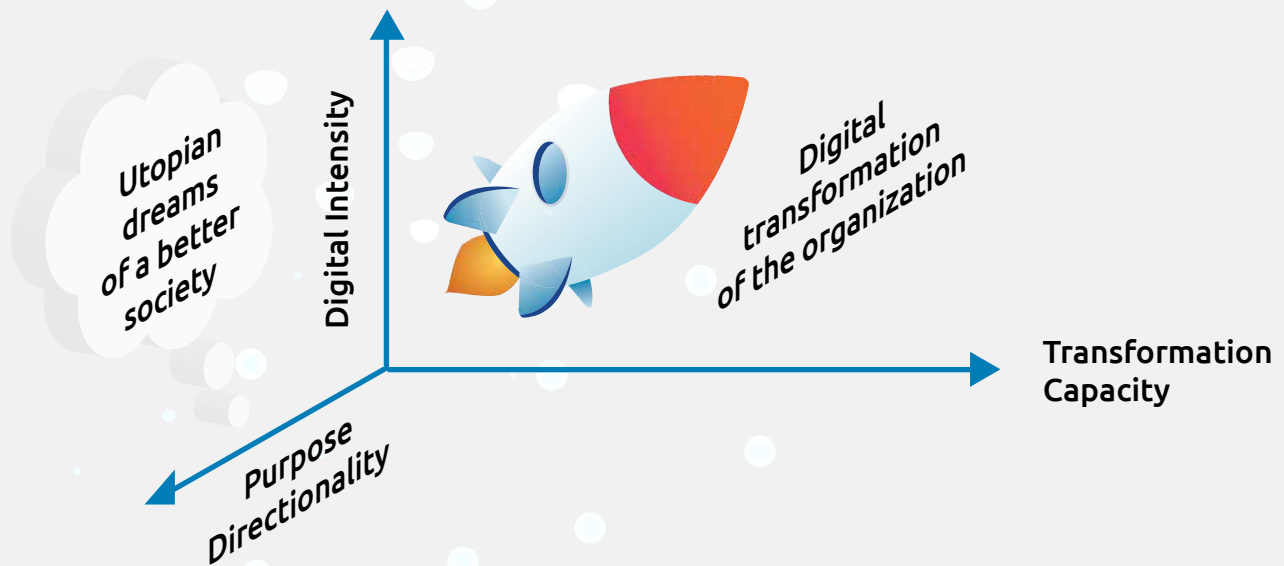 Utopian
dreams
of a better
society
Digital Intensity
Digital
transformation
of the organization
Transformation
Capacity
Purpose
Directionality